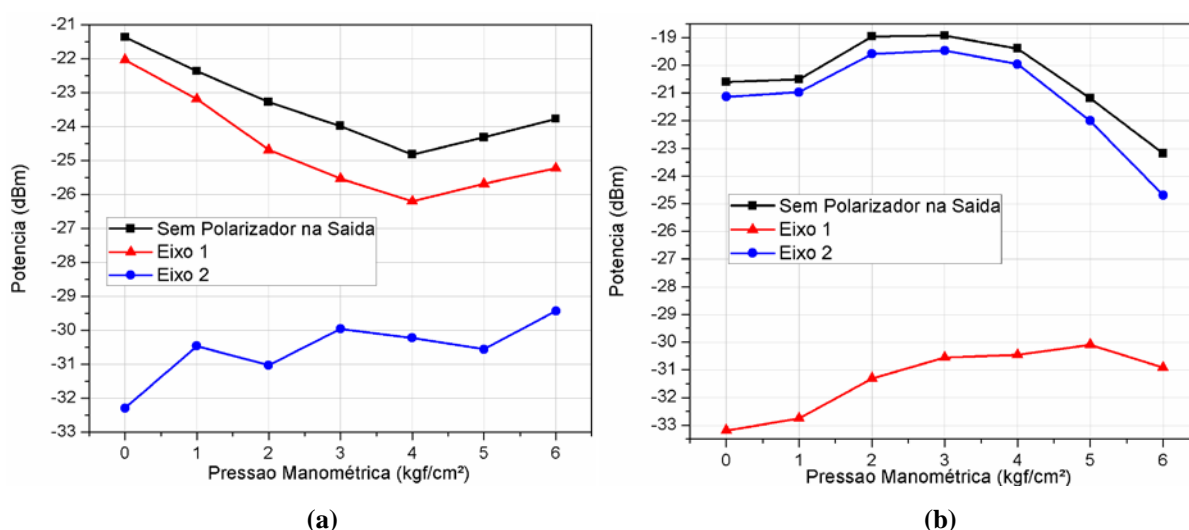 -21
-22
-23
-24
-25
-26
-27
-28
-29
-30
-31
-32
-33
Potencia (dBm)
Sem Polarizador na Saida
Eixo 1
Eixo 2
0 1 2 3 4 5 6
Pressao Manométrica (kgf/cm²)
(a)
-19
-20
-21
-22
-23
-24
-25
-26
-27
-28
-29
-30
-31
-32
-33
Potencia (dBm)
Sem Polarizador na Saida
Eixo 1
Eixo 2
0 1 2 3 4 5 6
Pressao Manométrica (kgf/cm²)
(b)